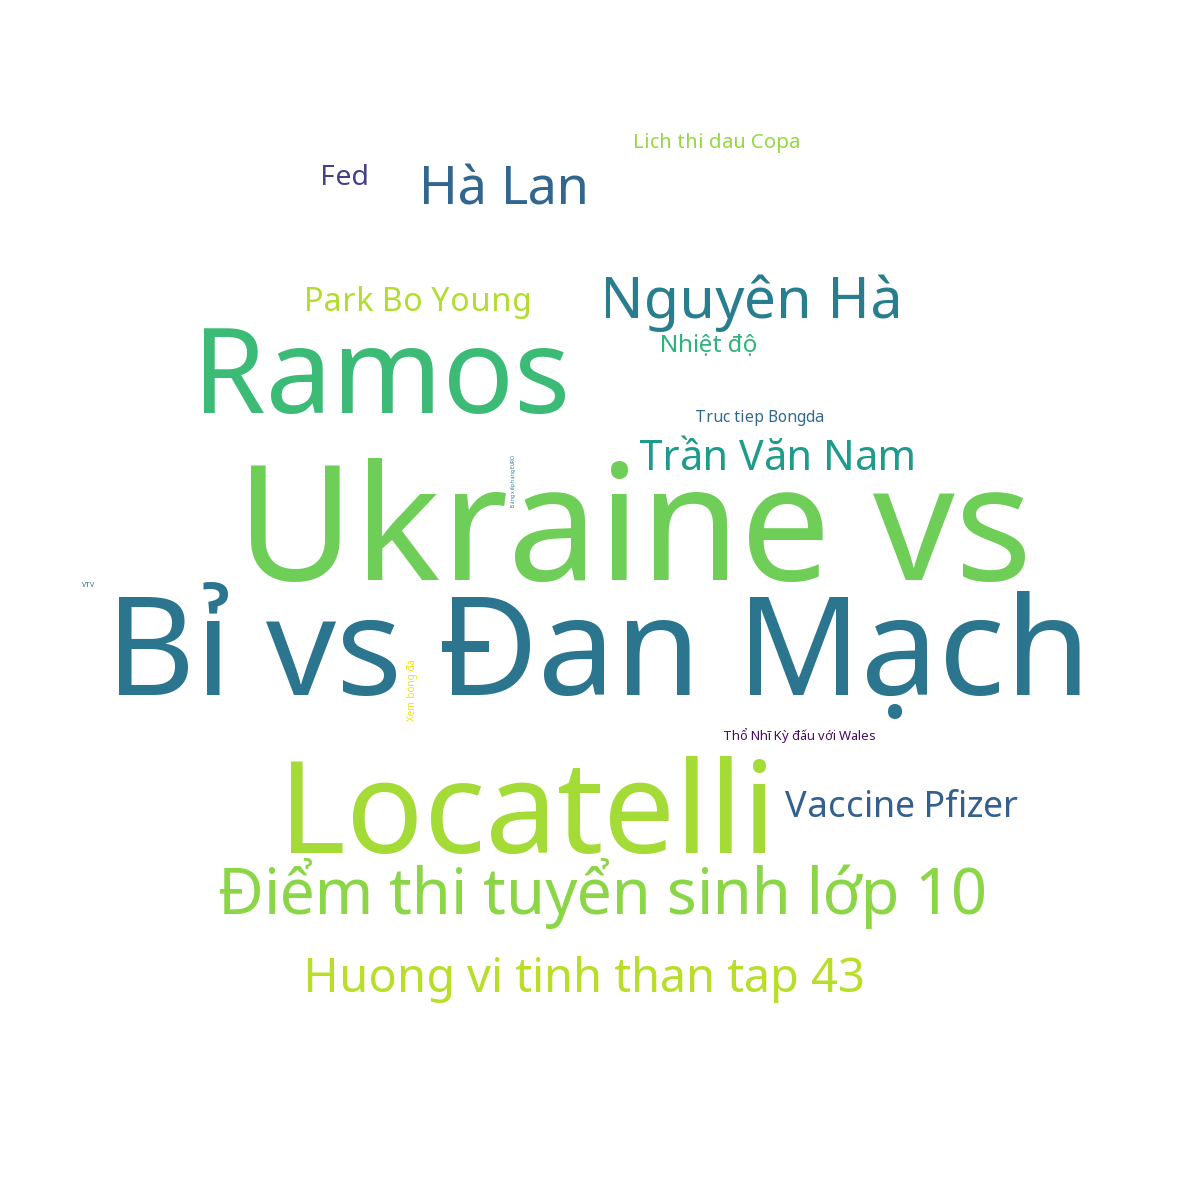 Lich thi dau Copa
Fed
Hà Lan
Nguyên Hà
Park Bo Young
Nhiệt độ
Ramos
Truc tiep Bongda
Trần Văn Nam
Ukraine vs
Bảng xếp hạng EURO
VTV
Bỉ vs Đan Mạch
Xem bóng đá
Thổ Nhĩ Kỳ đấu với Wales
Locatelli
Vaccine Pfizer
Điểm thi tuyển sinh lớp 10
Huong vi tinh than tap 43